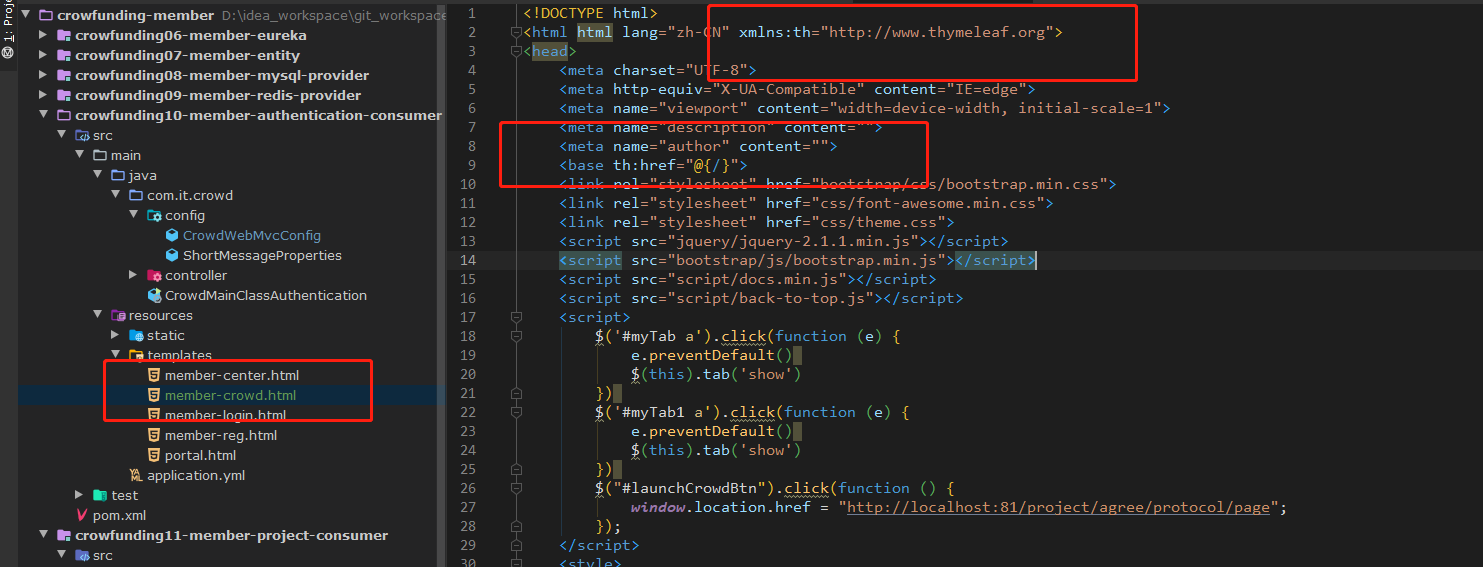 1: Proj
crowfunding-member D:\idea_workspace\git_workspace
crowfunding06-member-eureka
crowfunding07-member-entity
crowfunding08-member-mysql-provider
crowfunding09-member-redis-provider
crowfunding10-member-authentication-consumer
src
main
java
com.it.crowd
config
CrowdWebMvcConfig
ShortMessageProperties
controller
CrowdMainClassAuthentication
resources
static
templates
member-center.html
member-crowd.html
member-login.html
member-reg.html
portal.html
application.yml
test
pom.xml
crowfunding11-member-project-consumer
src
1 <!DOCTYPE html>
2 <html html lang="zh-CN" xmlns:th="http://www.thymeleaf.org">
3 <head>
4 <meta charset="UTF-8">
5 <meta http-equiv="X-UA-Compatible" content="IE=edge">
6 <meta name="viewport" content="width=device-width, initial-scale=1">
7 <meta name="description" content="">
8 <meta name="author" content="">
9 <base th:href="@{/}">
10 <link rel="stylesheet" href="bootstrap/css/bootstrap.min.css">
11 <link rel="stylesheet" href="css/font-awesome.min.css">
12 <link rel="stylesheet" href="css/theme.css">
13 <script src="jquery/jquery-2.1.1.min.js"></script>
14 <script src="bootstrap/js/bootstrap.min.js"></script>
15 <script src="script/docs.min.js"></script>
16 <script src="script/back-to-top.js"></script>
17 <script>
18 $('#myTab a').click(function (e) {
19 e.preventDefault()
20 $(this).tab('show')
21 })
22 $('#myTab1 a').click(function (e) {
23 e.preventDefault()
24 $(this).tab('show')
25 })
26 $("#launchCrowdBtn").click(function () {
27 window.location.href = "http://localhost:81/project/agree/protocol/page";
28 });
29 </script>
30 <style>